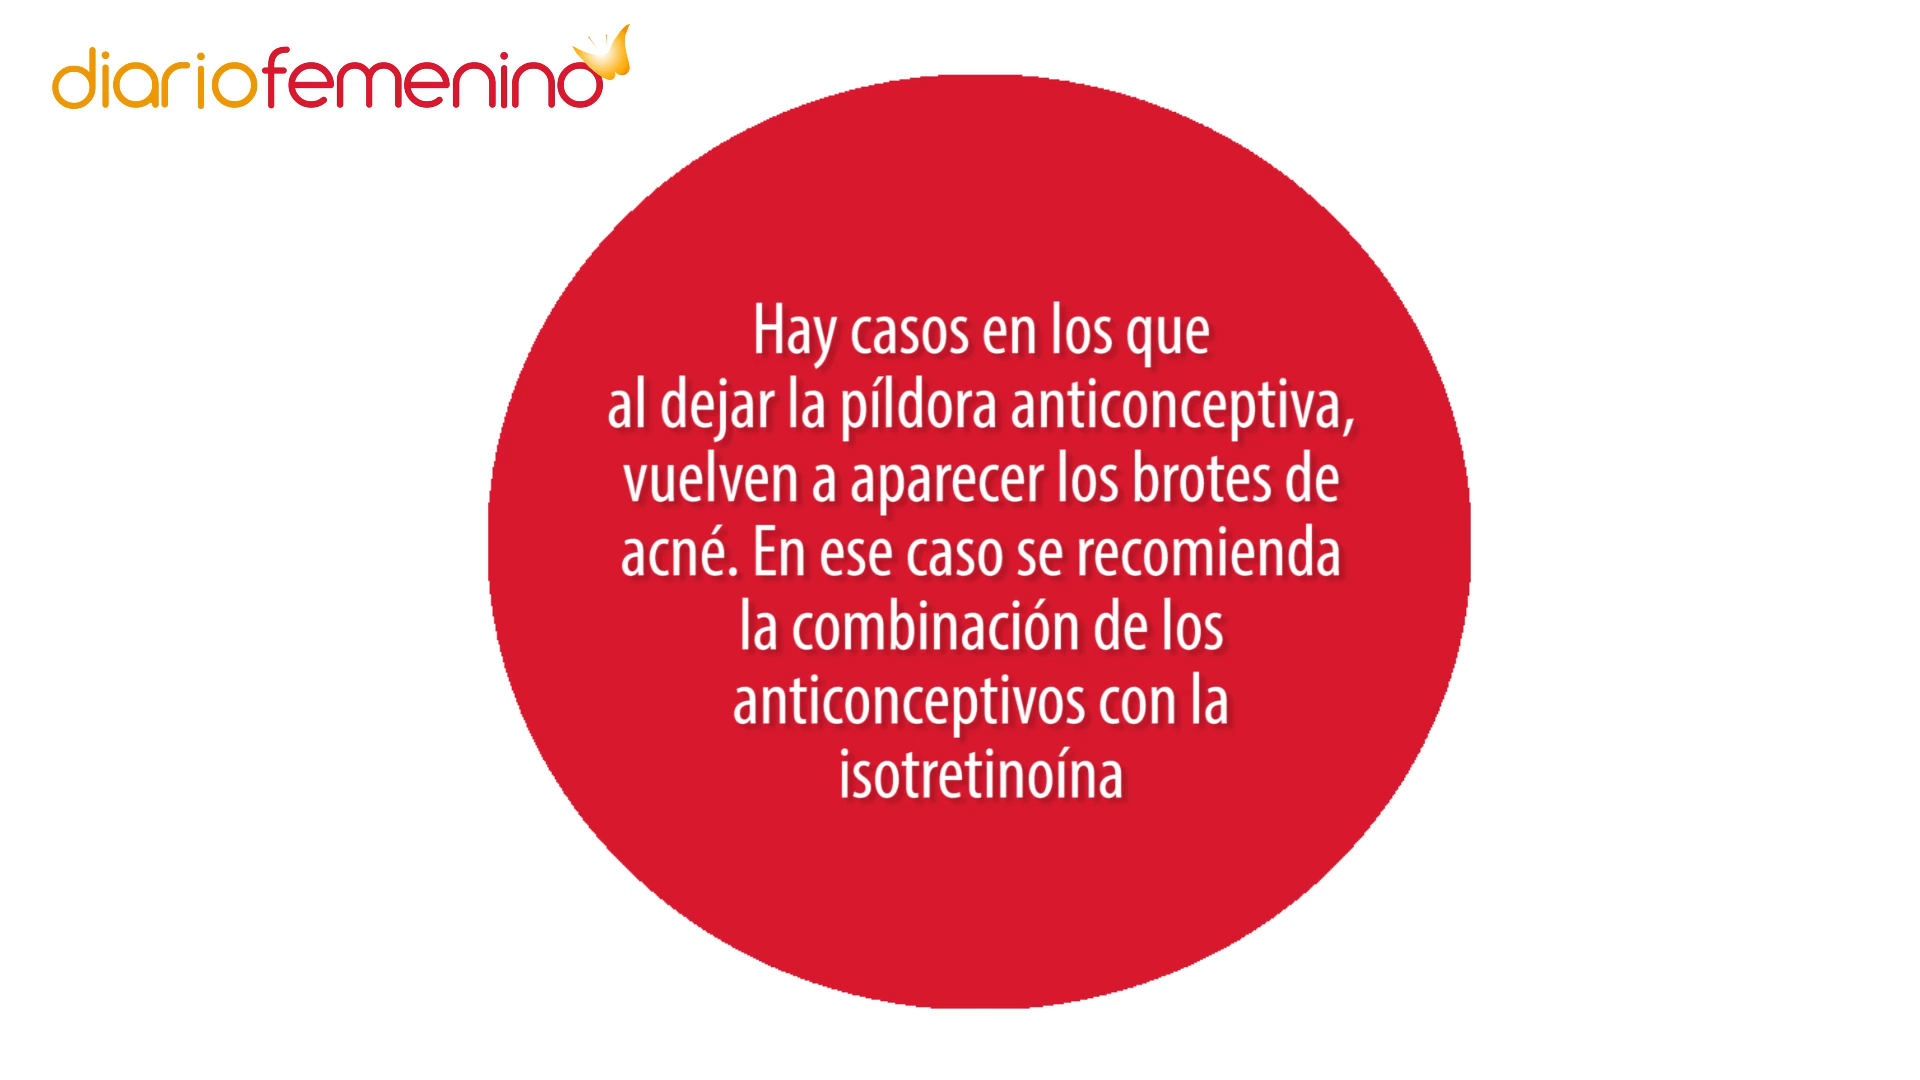 diariofemenino
Hay casos en los que
al dejar la píldora anticonceptiva,
vuelven a aparecer los brotes de
acné. En ese caso se recomienda
la combinación de los
anticonceptivos con la
isotretinoína